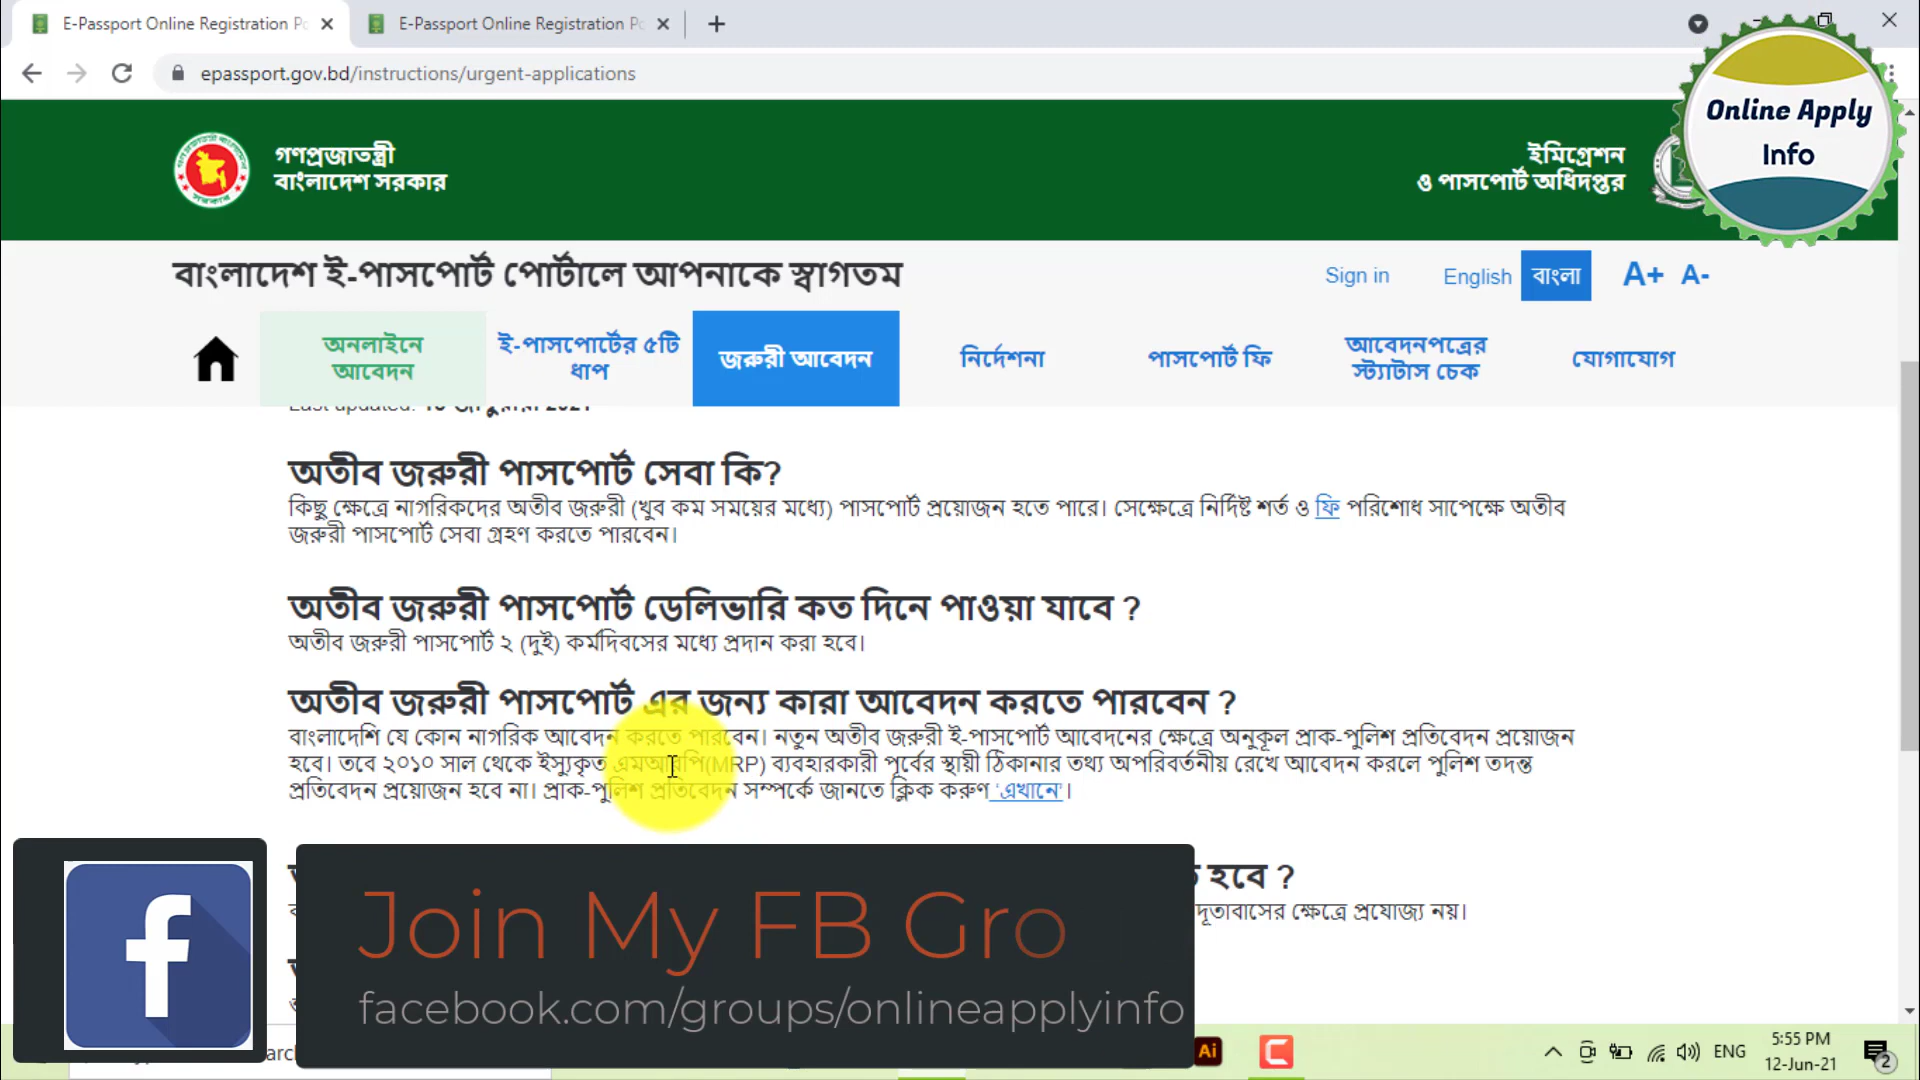 E-Passport Online Registration Po
E-Passport Online Registration Po
epassport.gov.bd/instructions/urgent-applications
Online Apply
Info
গণপ্রজাতন্ত্রী
বাংলাদেশ সরকার
ইমিগ্রেশন
ও পাসপোর্ট অধিদপ্তর
বাংলাদেশ ই-পাসপোর্ট পোর্টালে আপনাকে স্বাগতম
Sign in English বাংলা A+ A-
অনলাইনে আবেদন
ই-পাসপোর্টের ৫টি ধাপ
জরুরী আবেদন
নির্দেশনা
পাসপোর্ট ফি
আবেদনপত্রের স্ট্যাটাস চেক
যোগাযোগ
Last updated: 2021
অতীব জরুরী পাসপোর্ট সেবা কি?
কিছু ক্ষেত্রে নাগরিকদের অতীব জরুরী (খুব কম সময়ের মধ্যে) পাসপোর্ট প্রয়োজন হতে পারে। সেক্ষেত্রে নির্দিষ্ট শর্ত ও ফি পরিশোধ সাপেক্ষে অতীব
জরুরী পাসপোর্ট সেবা গ্রহণ করতে পারবেন।
অতীব জরুরী পাসপোর্ট ডেলিভারি কত দিনে পাওয়া যাবে ?
অতীব জরুরী পাসপোর্ট ২ (দুই) কর্মদিবসের মধ্যে প্রদান করা হবে।
অতীব জরুরী পাসপোর্ট এর জন্য কারা আবেদন করতে পারবেন ?
বাংলাদেশি যে কোন নাগরিক আবেদন করতে পারবেন। নতুন অতীব জরুরী ই-পাসপোর্ট আবেদনের ক্ষেত্রে অনুকূল প্রাক-পুলিশ প্রতিবেদন প্রয়োজন
হবে। তবে ২০১০ সাল থেকে ইস্যুকৃত এমআরপি(MRP) ব্যবহারকারী পূর্বের স্থায়ী ঠিকানার তথ্য অপরিবর্তনীয় রেখে আবেদন করলে পুলিশ তদন্ত
প্রতিবেদন প্রয়োজন হবে না। প্রাক-পুলিশ প্রতিবেদন সম্পর্কে জানতে ক্লিক করুণ 'এখানে'।
হবে ?
দূতাবাসের ক্ষেত্রে প্রযোজ্য নয়।
Join My FB Gro
facebook.com/groups/onlineapplyinfo
Ai
ENG
5:55 PM
12-Jun-21
2